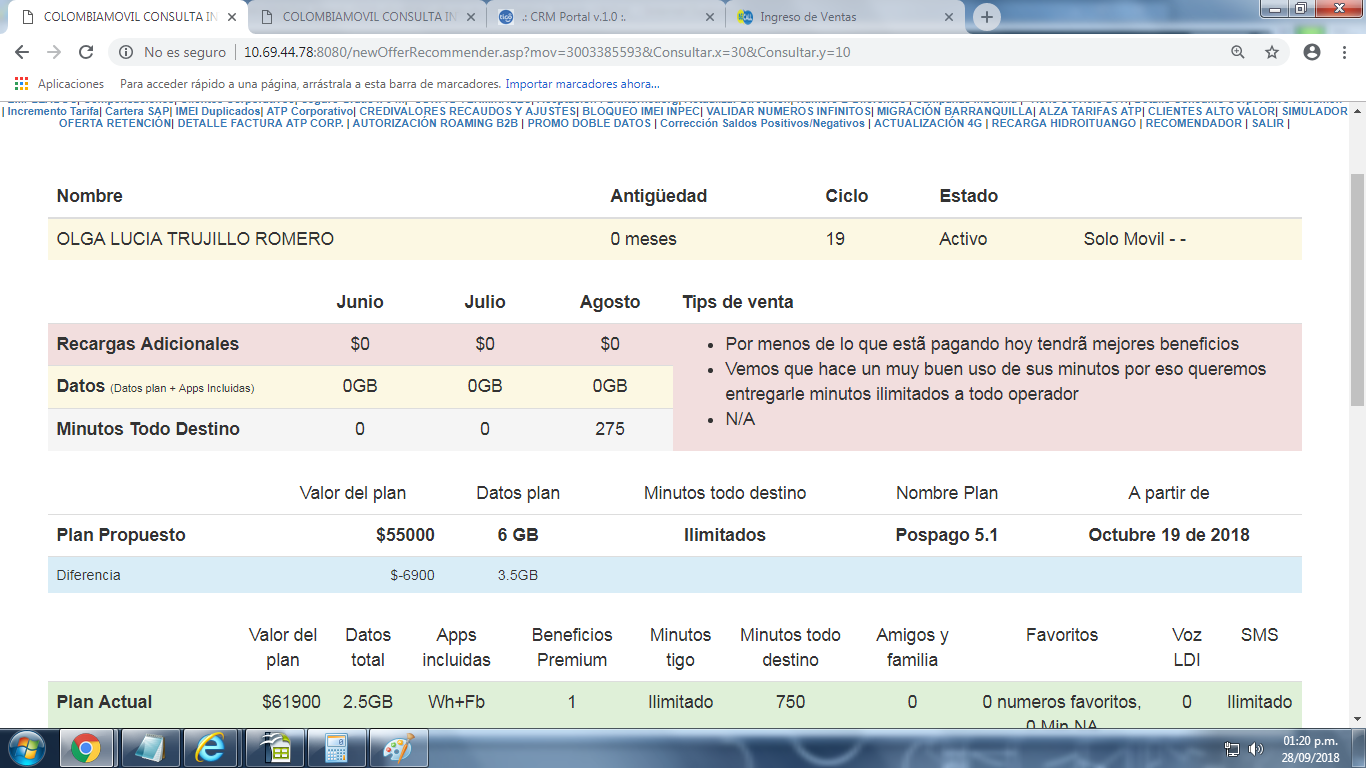 COLOMBIAMOVIL CONSULTA IN
COLOMBIAMOVIL CONSULTA IN
.: CRM Portal v.1.0 :.
Ingreso de Ventas
No es seguro | 10.69.44.78:8080/newOfferRecommender.asp?mov=3003385593&Consultar.x=30&Consultar.y=10
Aplicaciones Para acceder rápido a una página, arrástrala a esta barra de marcadores. Importar marcadores ahora...
| Incremento Tarifa| Cartera SAP| IMEI Duplicados| ATP Corporativo| CREDIVALORES RECAUDOS Y AJUSTES| BLOQUEO IMEI INPEC| VALIDAR NUMEROS INFINITOS| MIGRACIÓN BARRANQUILLA| ALZA TARIFAS ATP| CLIENTES ALTO VALOR| SIMULADOR
OFERTA RETENCIÓN| DETALLE FACTURA ATP CORP. | AUTORIZACIÓN ROAMING B2B | PROMO DOBLE DATOS | Corrección Saldos Positivos/Negativos | ACTUALIZACIÓN 4G | RECARGA HIDROITUANGO | RECOMENDADOR | SALIR |
Nombre Antigüedad Ciclo Estado
OLGA LUCIA TRUJILLO ROMERO 0 meses 19 Activo Solo Movil - -
Junio Julio Agosto Tips de venta
Recargas Adicionales $0 $0 $0
Datos (Datos plan + Apps Incluidas) 0GB 0GB 0GB
Minutos Todo Destino 0 0 275
• Por menos de lo que estã pagando hoy tendrã mejores beneficios
• Vemos que hace un muy buen uso de sus minutos por eso queremos
entregarle minutos ilimitados a todo operador
• N/A
Valor del plan Datos plan Minutos todo destino Nombre Plan A partir de
Plan Propuesto $55000 6 GB Ilimitados Pospago 5.1 Octubre 19 de 2018
Diferencia $-6900 3.5GB
Valor del Datos Apps Beneficios Minutos Minutos todo Amigos y Favoritos Voz SMS
plan total incluidas Premium tigo destino familia LDI
Plan Actual $61900 2.5GB Wh+Fb 1 Ilimitado 750 0 0 numeros favoritos, 0 Ilimitado
0 Min NA
01:20 p.m.
28/09/2018